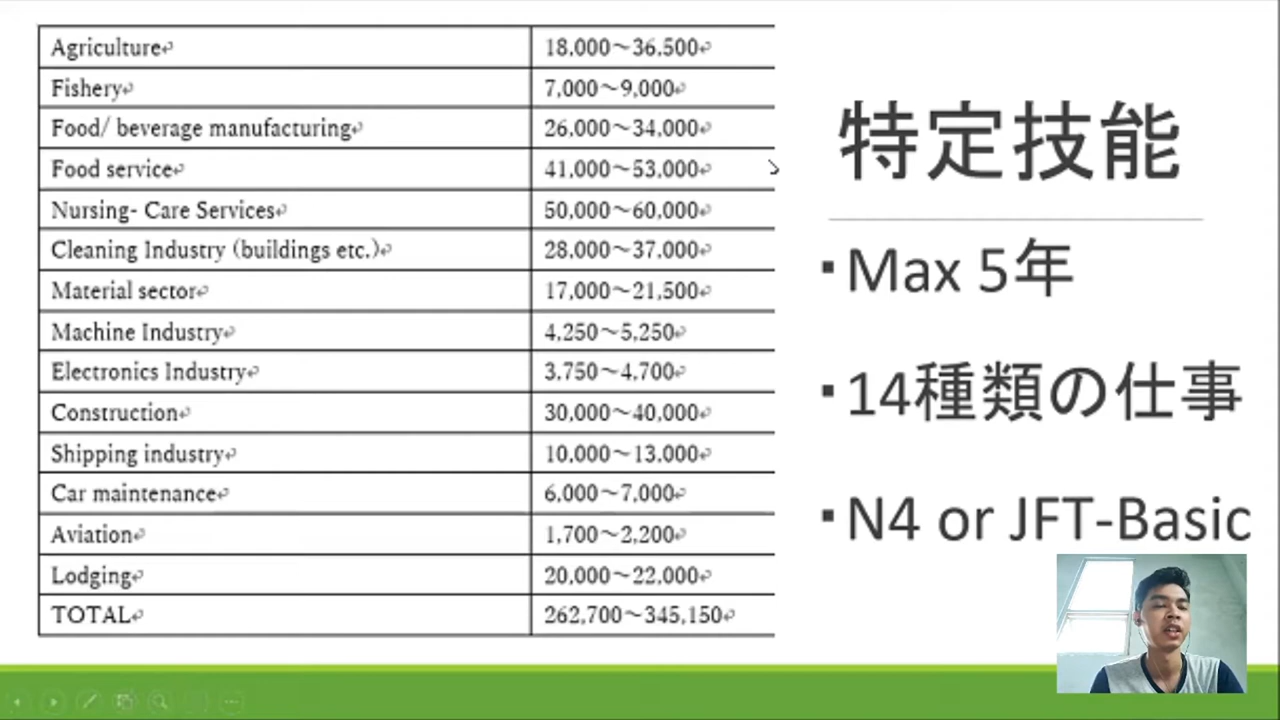 Agriculture 18,000～36,500
Fishery 7,000～9,000
Food/ beverage manufacturing 26,000～34,000
Food service 41,000～53,000
Nursing- Care Services 50,000～60,000
Cleaning Industry (buildings etc.) 28,000～37,000
Material sector 17,000～21,500
Machine Industry 4,250～5,250
Electronics Industry 3,750～4,700
Construction 30,000～40,000
Shipping industry 10,000～13,000
Car maintenance 6,000～7,000
Aviation 1,700～2,200
Lodging 20,000～22,000
TOTAL 262,700～345,150
特定技能
▪Max 5年
▪14種類の仕事
▪N4 or JFT-Basic